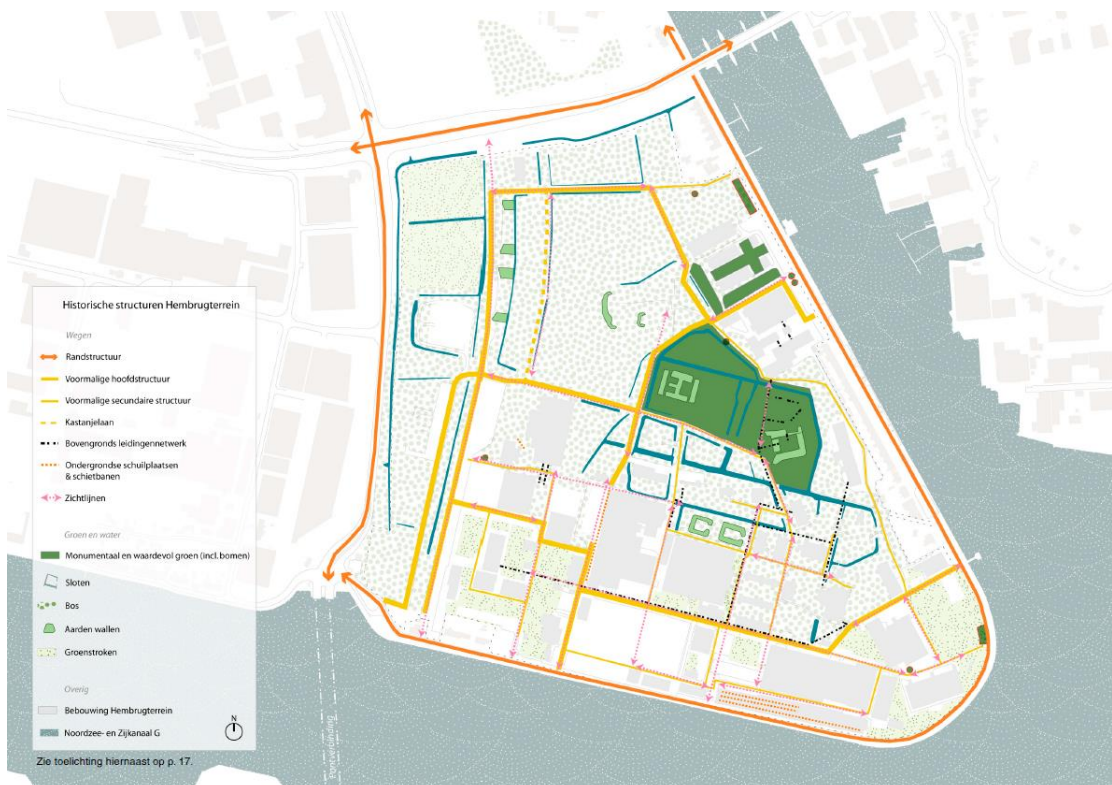 Historische structuren Hembrugterrein
Wegen
Randstructuur
Voormalige hoofdstructuur
Voormalige secundaire structuur
Kastanjelaan
Bovengronds leidingennetwerk
Ondergrondse schuilplaatsen
& schietbanen
Zichtlijnen
Groen en water
Monumentaal en waardevol groen (incl. bomen)
Sloten
Bos
Aarden wallen
Groenstroken
Overig
Bebouwing Hembrugterrein
Noordzee- en Zijkanaal G
N
Zie toelichting hiernaast op p. 17.
Pontverbinding